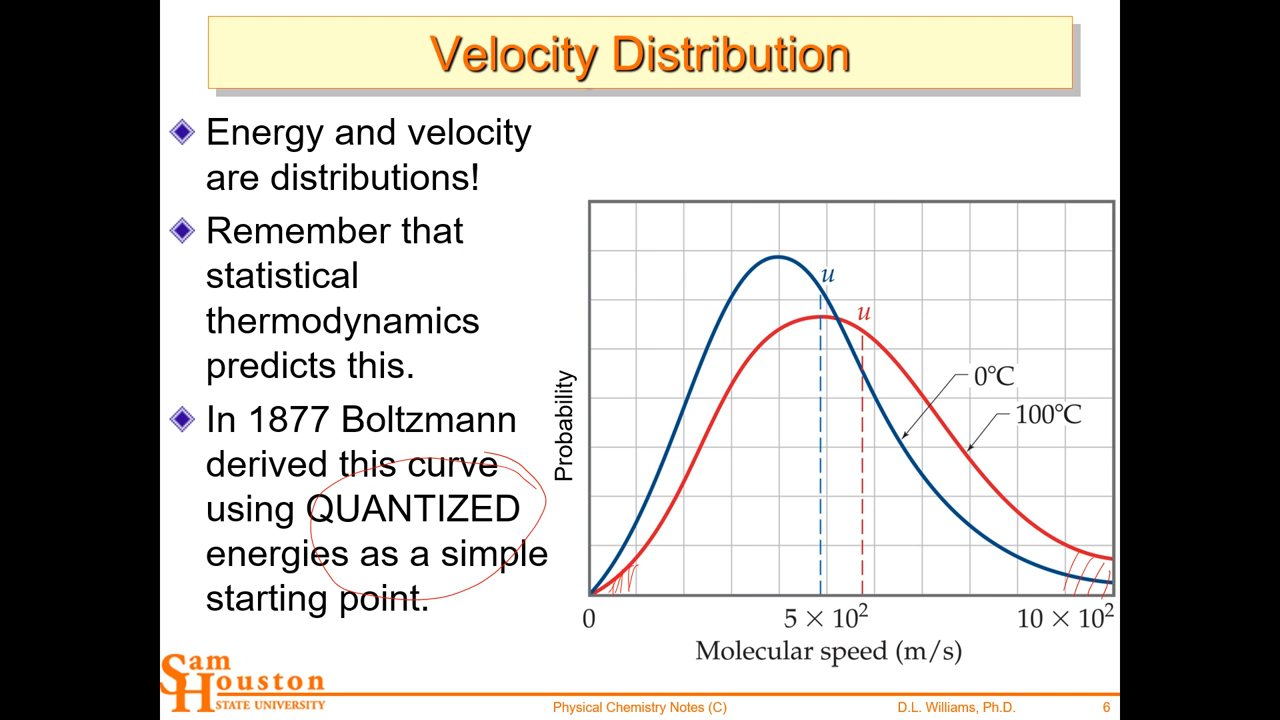 Velocity Distribution
Energy and velocity
are distributions!
Remember that
statistical
thermodynamics
predicts this.
In 1877 Boltzmann
derived this curve
using QUANTIZED
energies as a simple
starting point.
Probability
u
u
0°C
100°C
0
5 × 10²
10 × 10²
Molecular speed (m/s)
Sam
Houston
STATE UNIVERSITY
Physical Chemistry Notes (C)
D.L. Williams, Ph.D.
6